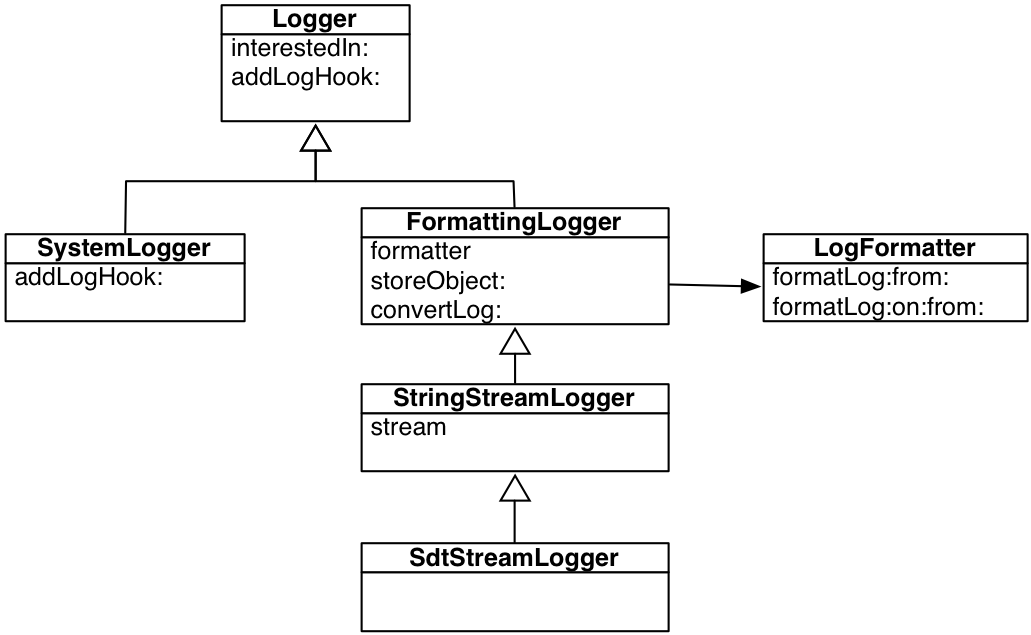 Logger
interestedIn:
addLogHook:
SystemLogger
addLogHook:
FormattingLogger
formatter
storeObject:
convertLog:
LogFormatter
formatLog:from:
formatLog:on:from:
StringStreamLogger
stream
SdtStreamLogger